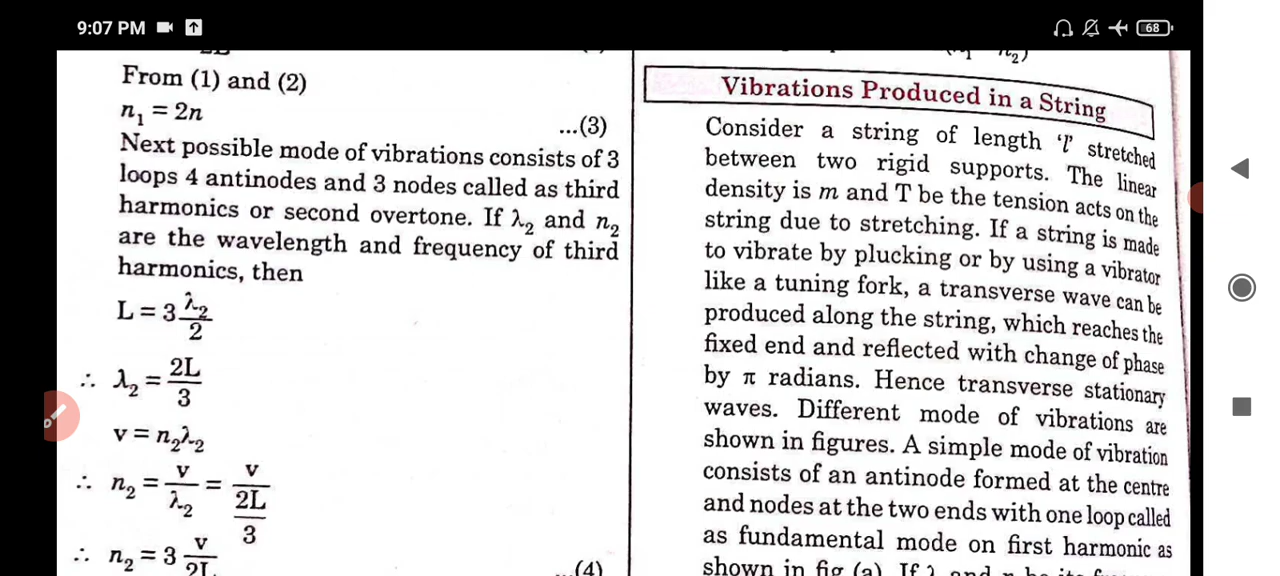 9:07 PM
68
From (1) and (2)
n₁ = 2n
...(3)
Next possible mode of vibrations consists of 3
loops 4 antinodes and 3 nodes called as third
harmonics or second overtone. If λ₂ and n₂
are the wavelength and frequency of third
harmonics, then
L = 3 λ₂/2
∴ λ₂ = 2L/3
v = n₂λ₂
∴ n₂ = v/λ₂ = v/(2L/3)
∴ n₂ = 3 v/2L
...(4)
n₂)
Vibrations Produced in a String
Consider a string of length 'l' stretched
between two rigid supports. The linear
density is m and T be the tension acts on the
string due to stretching. If a string is made
to vibrate by plucking or by using a vibrator
like a tuning fork, a transverse wave can be
produced along the string, which reaches the
fixed end and reflected with change of phase
by π radians. Hence transverse stationary
waves. Different mode of vibrations are
shown in figures. A simple mode of vibration
consists of an antinode formed at the centre
and nodes at the two ends with one loop called
as fundamental mode on first harmonic as
shown in fig (a). If λ and n be its